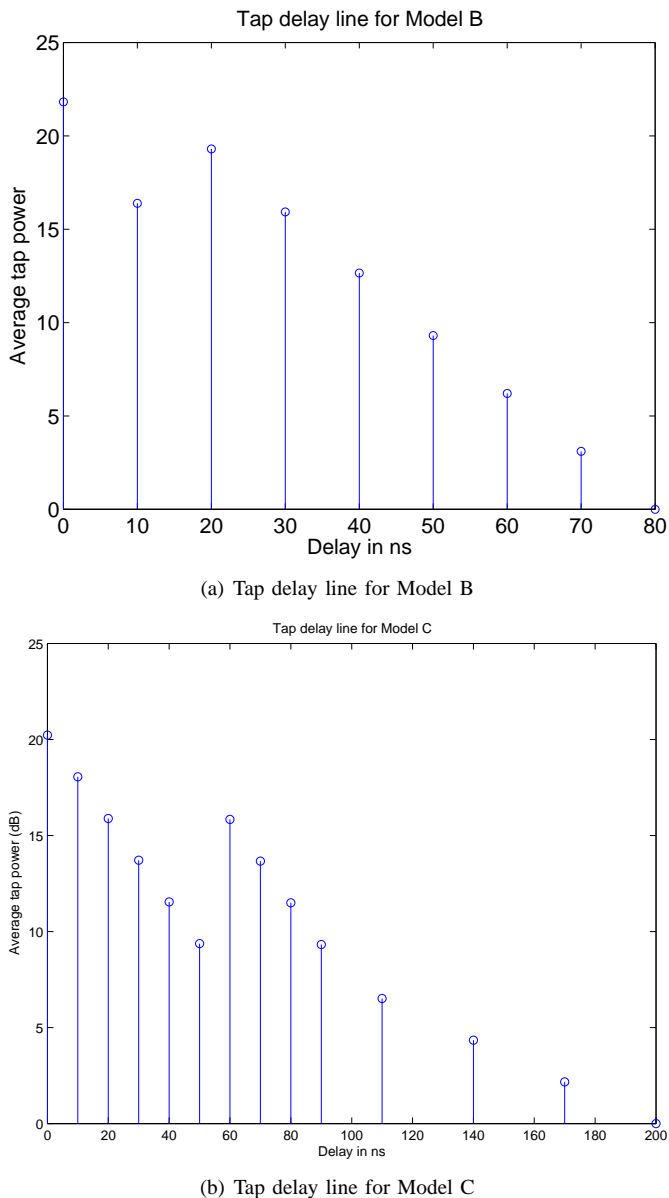 Tap delay line for Model B
25
20
15
10
5
0
Average tap power
0 10 20 30 40 50 60 70 80
Delay in ns
(a) Tap delay line for Model B
Tap delay line for Model C
25
20
15
10
5
0
Average tap power (dB)
0 20 40 60 80 100 120 140 160 180 200
Delay in ns
(b) Tap delay line for Model C